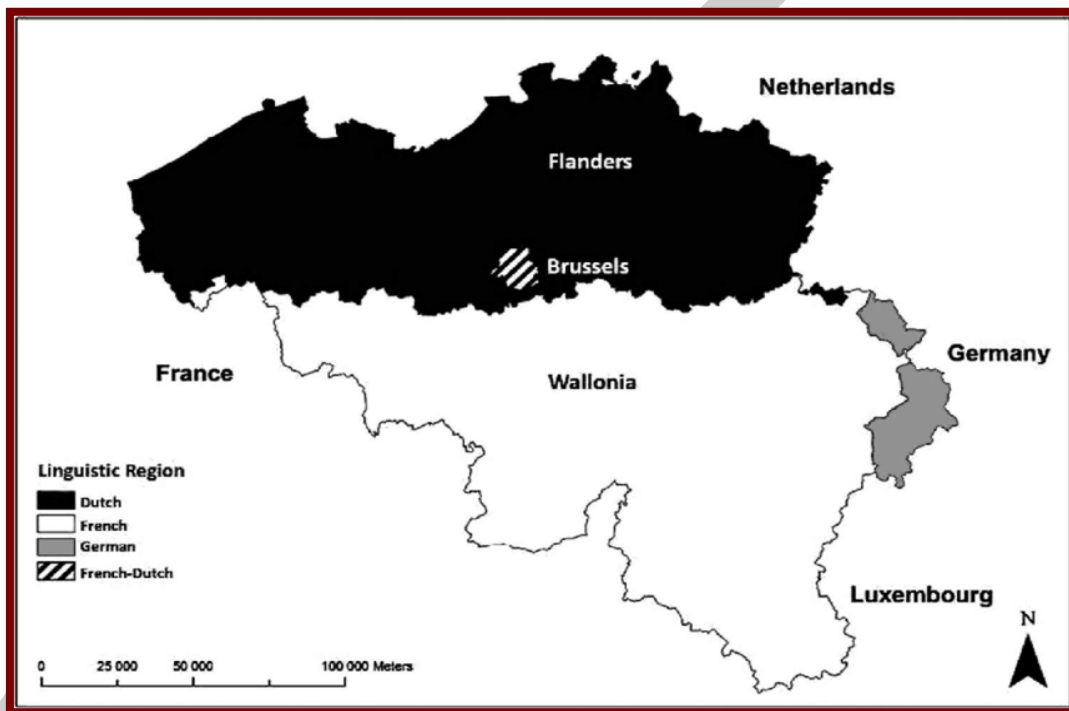 Netherlands
Flanders
Brussels
Germany
France
Wallonia
Linguistic Region
Dutch
French
German
French-Dutch
Luxembourg
N
0 25 000 50 000 100 000 Meters